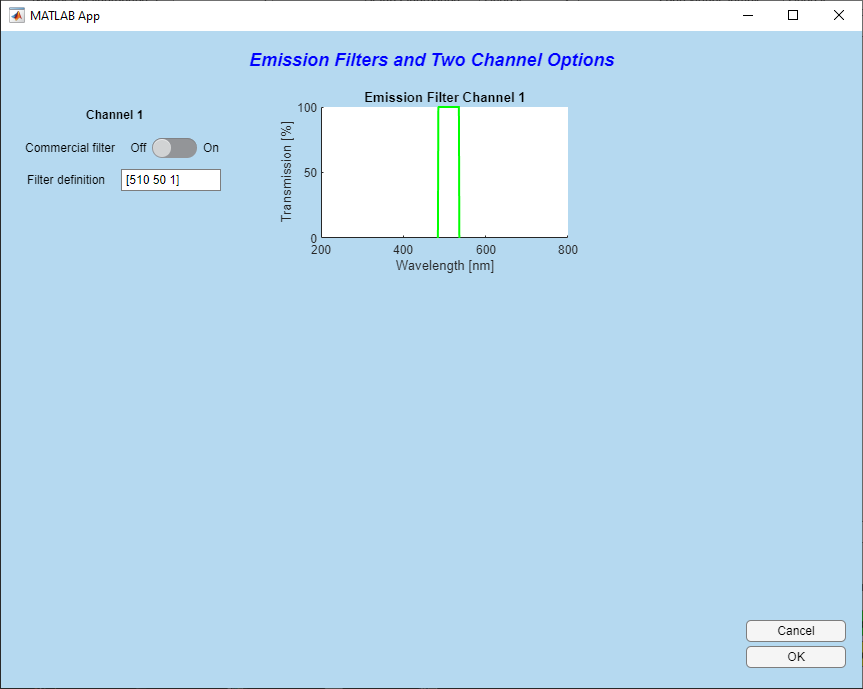 MATLAB App
Emission Filters and Two Channel Options
Channel 1
Commercial filter Off On
Filter definition [510 50 1]
Emission Filter Channel 1
Transmission [%]
100
50
0
200 400 600 800
Wavelength [nm]
Cancel
OK